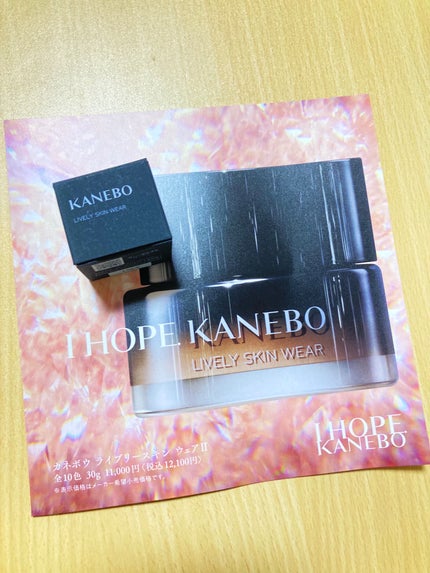 KANEBO
LIVELY SKIN WEAR
I HOPE. KANEBO
LIVELY SKIN WEAR
I HOPE.
KANEBO
カネボウ ライブリースキン ウェアⅡ
全10色 30g 11,000円〈税込12,100円〉
※表示価格はメーカー希望小売価格です。